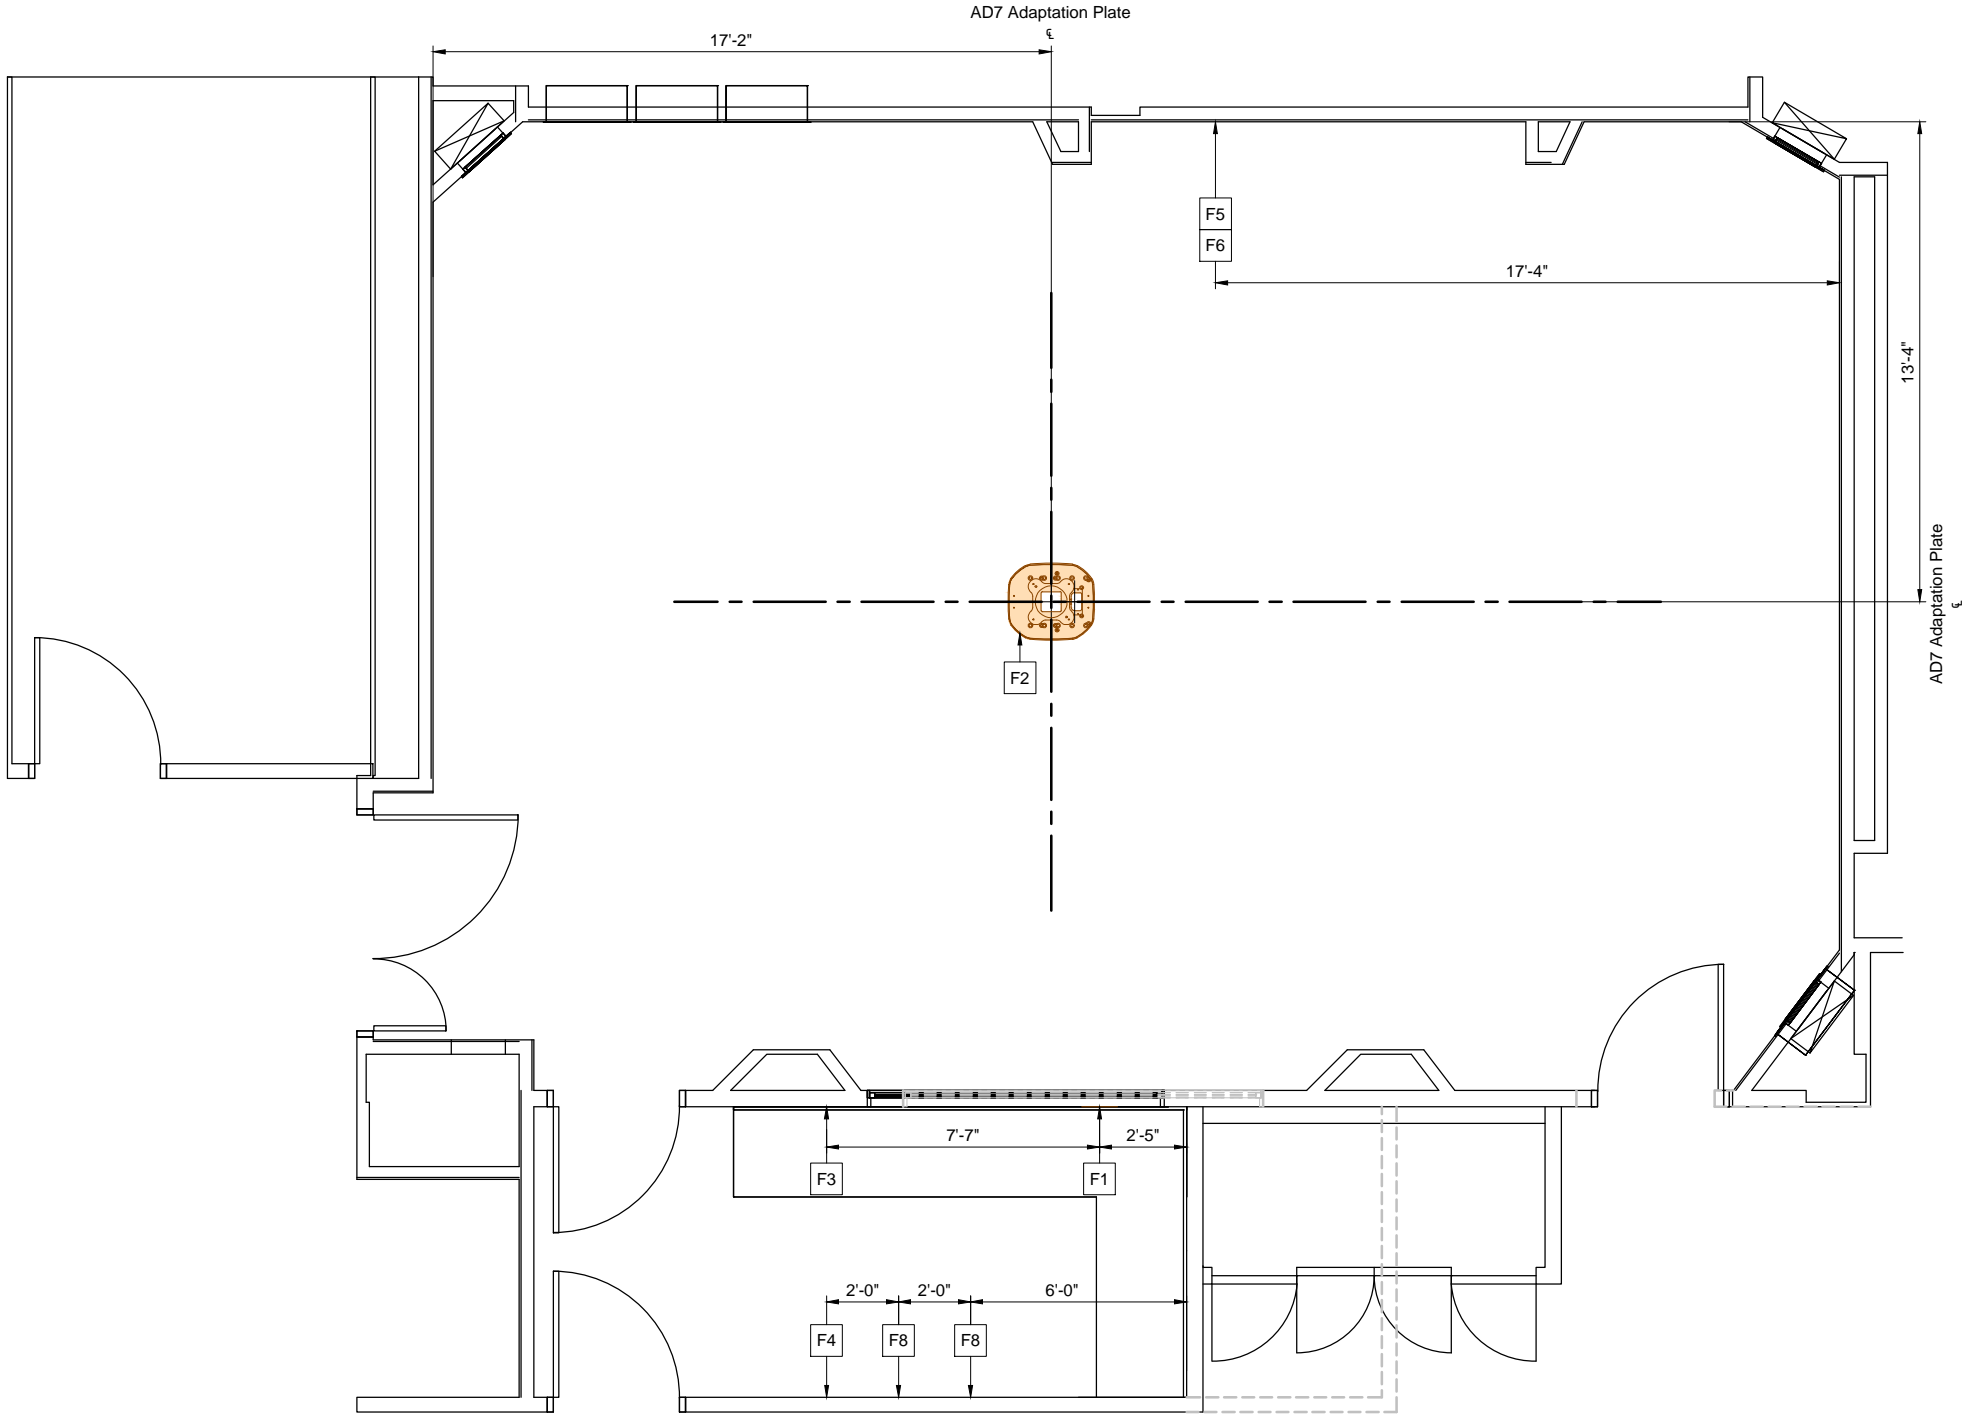 AD7 Adaptation Plate
℄
17'-2"
F5
F6
17'-4"
13'-4"
AD7 Adaptation Plate
℄
F2
7'-7"
2'-5"
F3
F1
2'-0"
2'-0"
6'-0"
F4
F8
F8